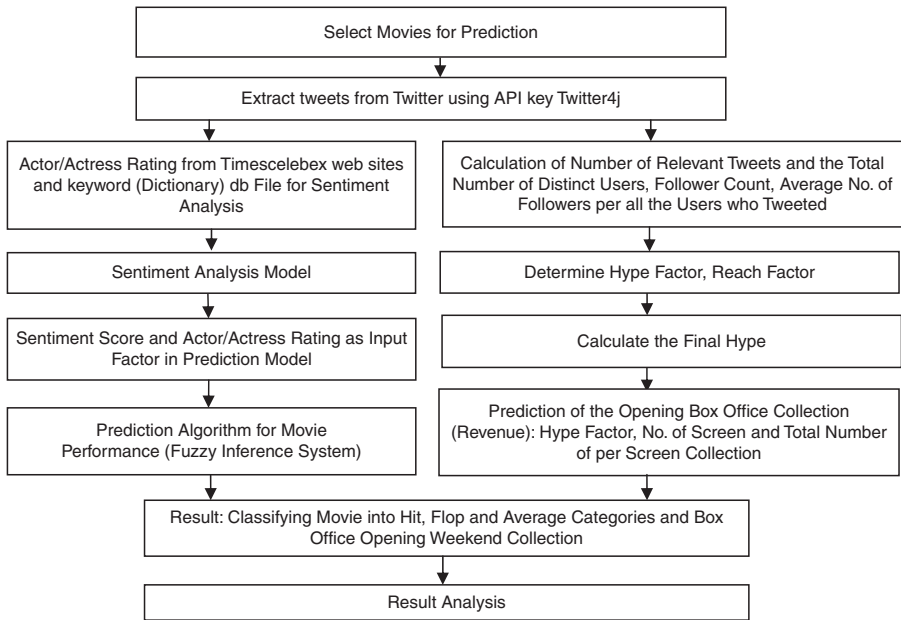 Select Movies for Prediction
Extract tweets from Twitter using API key Twitter4j
Actor/Actress Rating from Timescelebex web sites
and keyword (Dictionary) db File for Sentiment
Analysis
Calculation of Number of Relevant Tweets and the Total
Number of Distinct Users, Follower Count, Average No. of
Followers per all the Users who Tweeted
Sentiment Analysis Model
Determine Hype Factor, Reach Factor
Sentiment Score and Actor/Actress Rating as Input
Factor in Prediction Model
Calculate the Final Hype
Prediction Algorithm for Movie
Performance (Fuzzy Inference System)
Prediction of the Opening Box Office Collection
(Revenue): Hype Factor, No. of Screen and Total Number
of per Screen Collection
Result: Classifying Movie into Hit, Flop and Average Categories and Box
Office Opening Weekend Collection
Result Analysis